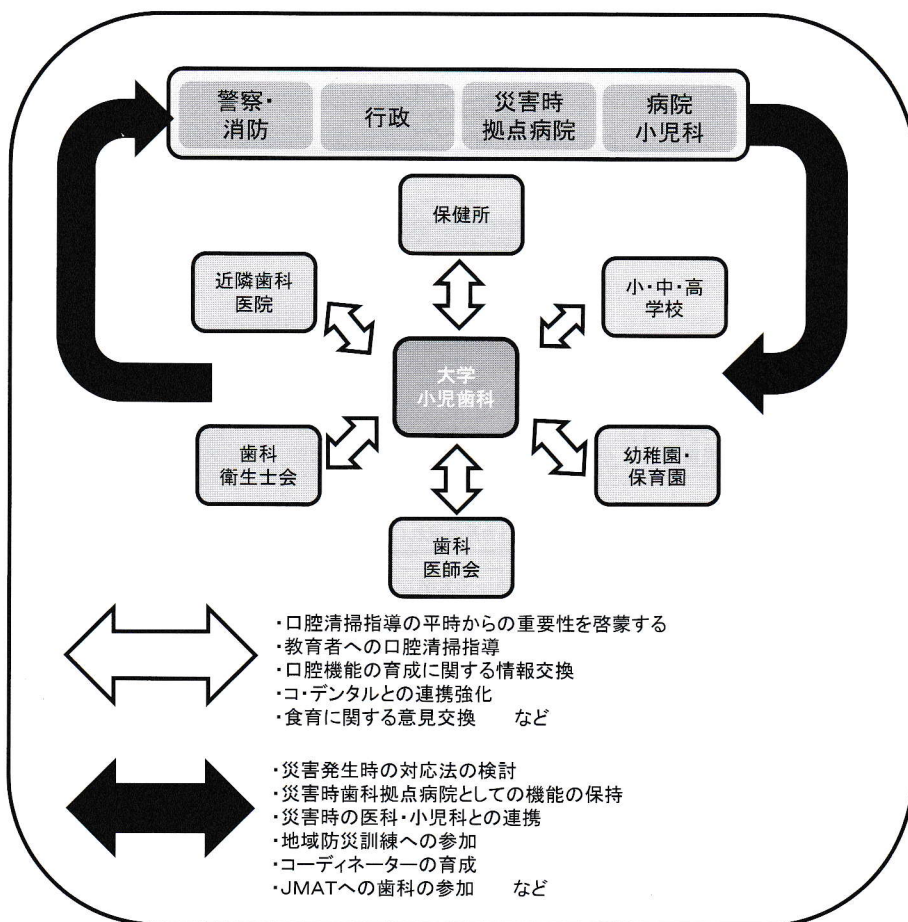 警察・
消防
行政
災害時
拠点病院
病院
小児科
保健所
近隣歯科
医院
小・中・高
学校
大学
小児歯科
歯科
衛生士会
幼稚園・
保育園
歯科
医師会
・口腔清掃指導の平時からの重要性を啓蒙する
・教育者への口腔清掃指導
・口腔機能の育成に関する情報交換
・コ・デンタルとの連携強化
・食育に関する意見交換　　など
・災害発生時の対応法の検討
・災害時歯科拠点病院としての機能の保持
・災害時の医科・小児科との連携
・地域防災訓練への参加
・コーディネーターの育成
・JMATへの歯科の参加　　など